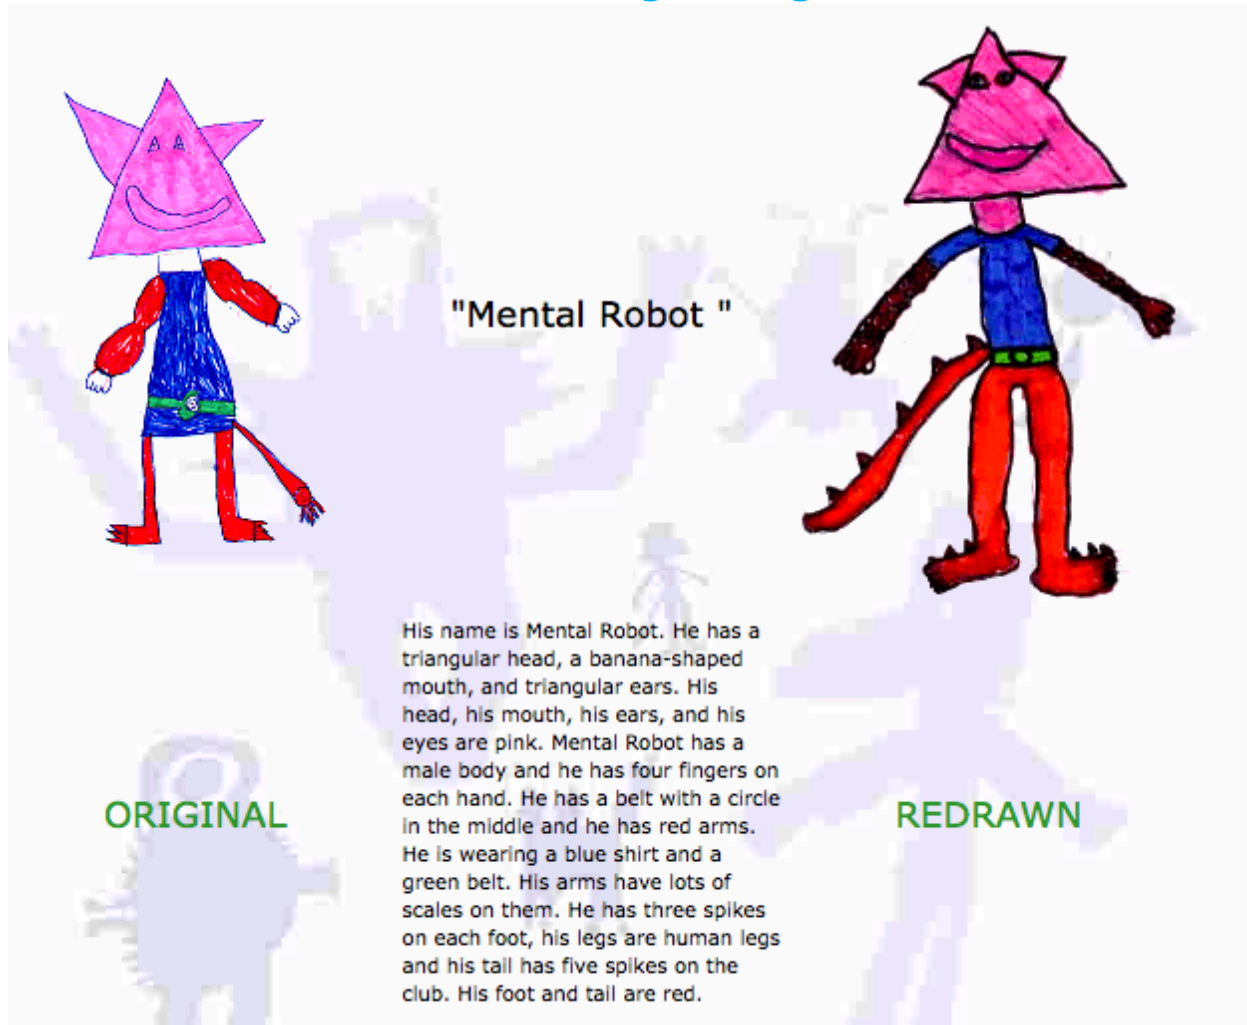 "Mental Robot "
His name is Mental Robot. He has a
triangular head, a banana-shaped
mouth, and triangular ears. His
head, his mouth, his ears, and his
eyes are pink. Mental Robot has a
male body and he has four fingers on
each hand. He has a belt with a circle
in the middle and he has red arms.
He is wearing a blue shirt and a
green belt. His arms have lots of
scales on them. He has three spikes
on each foot, his legs are human legs
and his tail has five spikes on the
club. His foot and tail are red.
ORIGINAL
REDRAWN